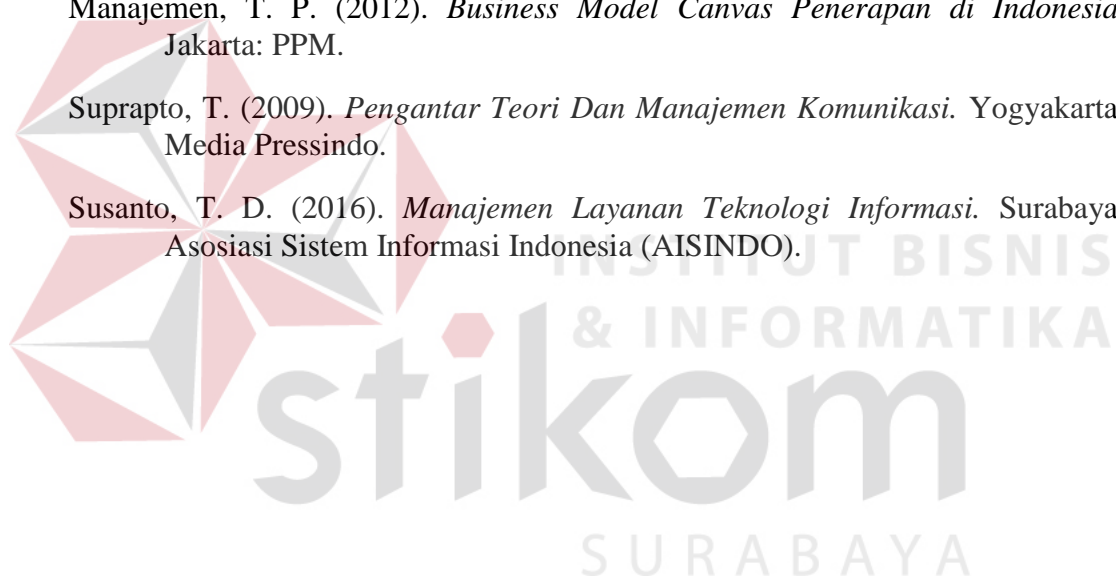 Manajemen, T. P. (2012). Business Model Canvas Penerapan di Indonesia
Jakarta: PPM.
Suprapto, T. (2009). Pengantar Teori Dan Manajemen Komunikasi. Yogyakarta
Media Pressindo.
Susanto, T. D. (2016). Manajemen Layanan Teknologi Informasi. Surabaya
Asosiasi Sistem Informasi Indonesia (AISINDO).
INSTITUT BISNIS
& INFORMATIKA
stikom
SURABAYA